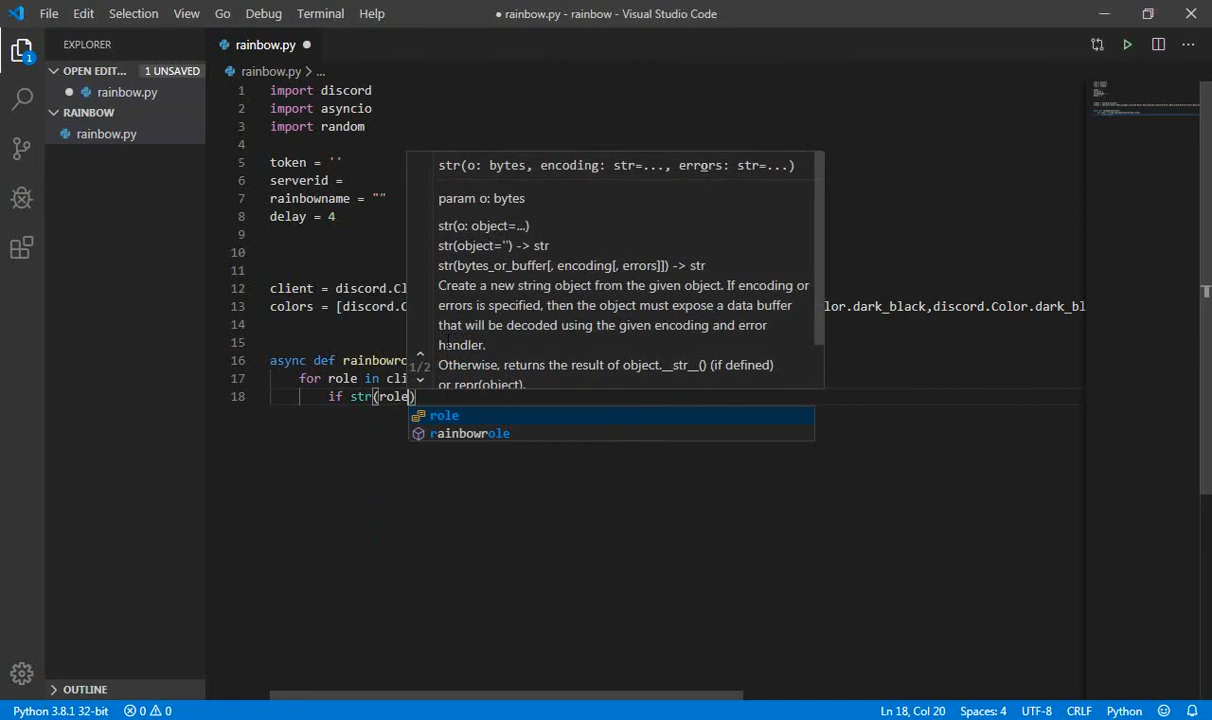 File Edit Selection View Go Debug Terminal Help
● rainbow.py - rainbow - Visual Studio Code
EXPLORER
rainbow.py
OPEN EDIT... 1 UNSAVED
rainbow.py
RAINBOW
rainbow.py
OUTLINE
1
rainbow.py > ...
1 import discord
2 import asyncio
3 import random
4
5 token = ''
6 serverid =
7 rainbowname = ""
8 delay = 4
9
10
11
12 client = discord.Cl
13 colors = [discord.C
lor.dark_black,discord.Color.dark_bl
14
15
16 async def rainbowro
17 for role in cli
18 if str(role)
str(o: bytes, encoding: str=..., errors: str=...)
param o: bytes
str(o: object=...)
str(object='') -> str
str(bytes_or_buffer[, encoding[, errors]]) -> str
Create a new string object from the given object. If encoding or
errors is specified, then the object must expose a data buffer
that will be decoded using the given encoding and error
handler.
Otherwise, returns the result of object.__str__() (if defined)
or repr(object).
1/2
role
rainbowrole
Python 3.8.1 32-bit 0 0 Ln 18, Col 20 Spaces: 4 UTF-8 CRLF Python